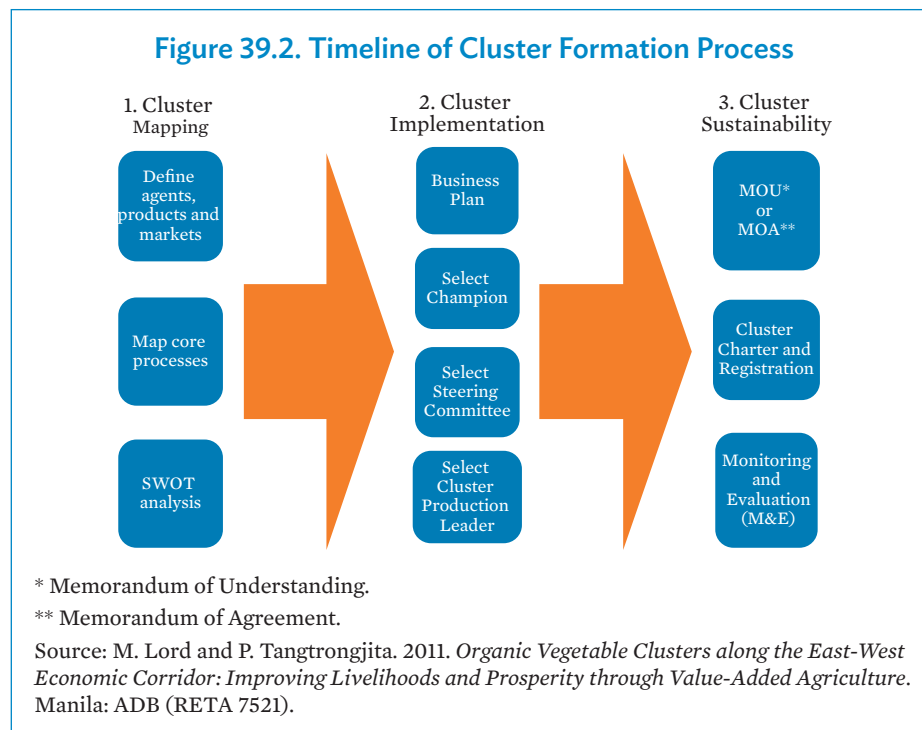 Figure 39.2. Timeline of Cluster Formation Process
1. Cluster
Mapping
Define
agents,
products and
markets
Map core
processes
SWOT
analysis
2. Cluster
Implementation
Business
Plan
Select
Champion
Select
Steering
Committee
Select
Cluster
Production
Leader
3. Cluster
Sustainability
MOU*
or
MOA**
Cluster
Charter and
Registration
Monitoring
and
Evaluation
(M&E)
* Memorandum of Understanding.
** Memorandum of Agreement.
Source: M. Lord and P. Tangtrongjita. 2011. Organic Vegetable Clusters along the East-West
Economic Corridor: Improving Livelihoods and Prosperity through Value-Added Agriculture.
Manila: ADB (RETA 7521).